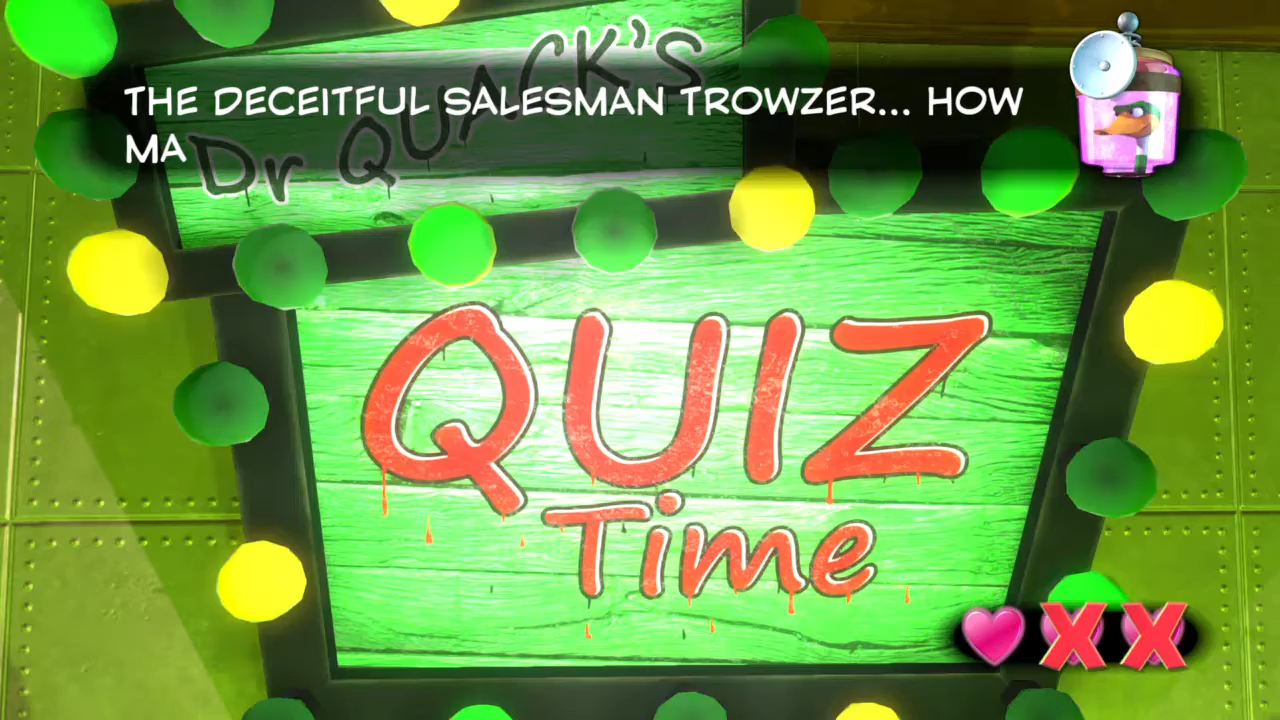 THE DECEITFUL SALESMAN TROWZER... HOW
MA
Dr QUACK'S
QUIZ
Time